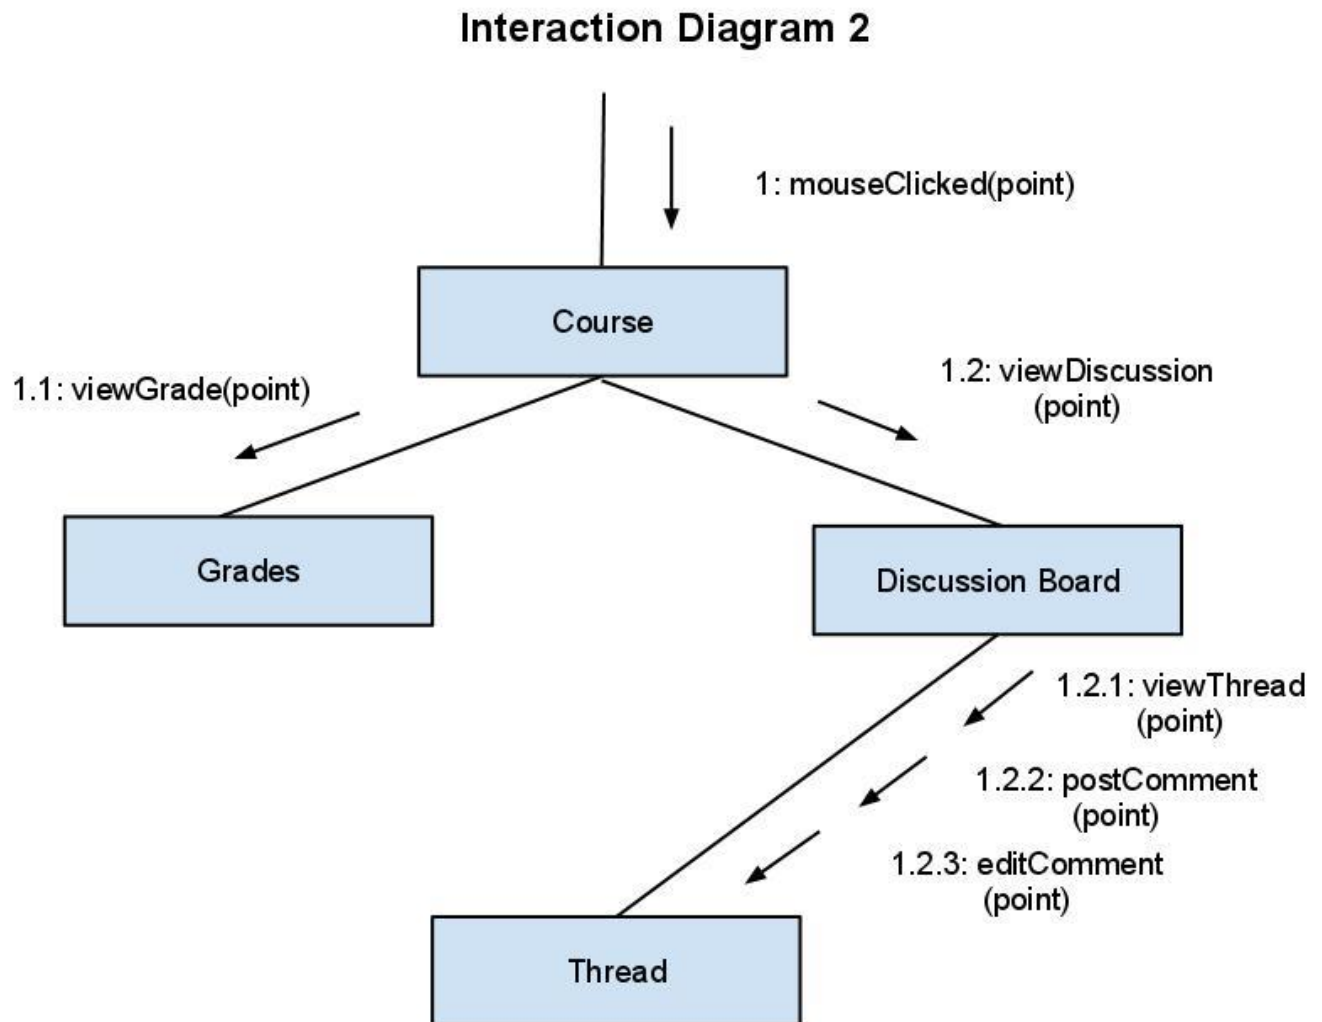 Interaction Diagram 2
1: mouseClicked(point)
Course
1.1: viewGrade(point)
1.2: viewDiscussion
(point)
Grades
Discussion Board
1.2.1: viewThread
(point)
1.2.2: postComment
(point)
1.2.3: editComment
(point)
Thread